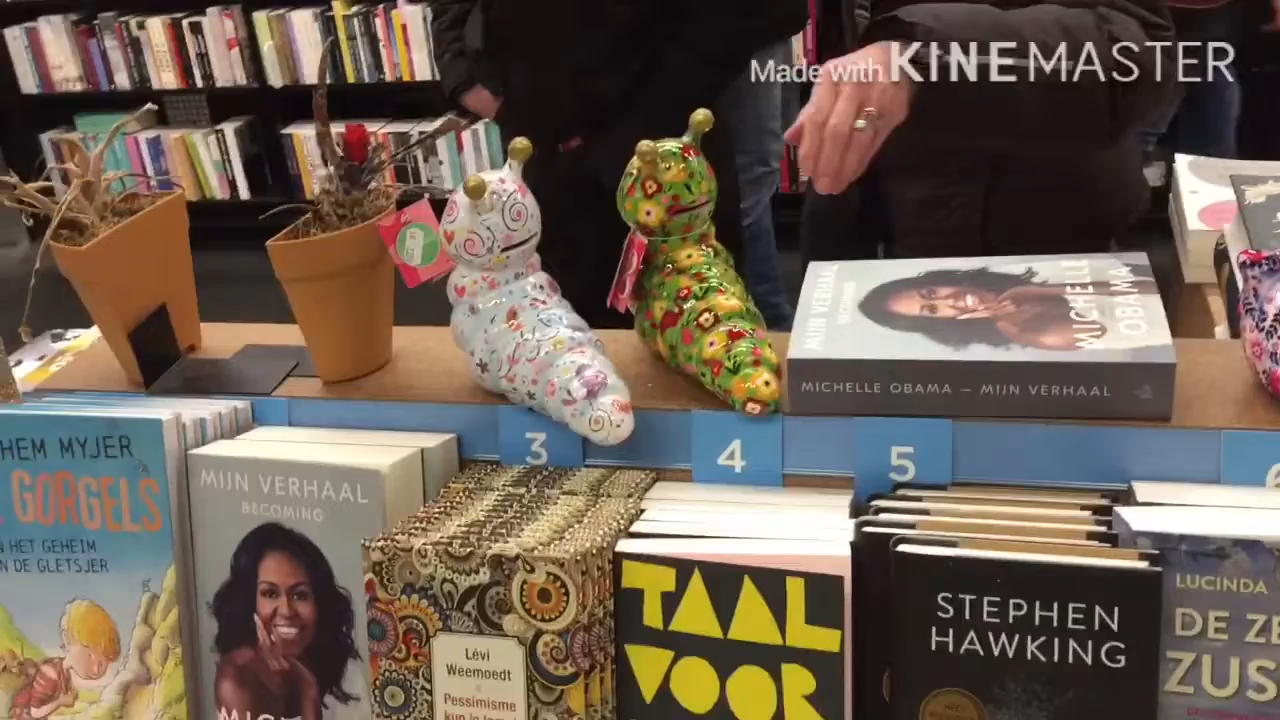 Made with KINEMASTER
MIJN VERHAAL
BECOMING
MICHELLE
OBAMA
MICHELLE OBAMA — MIJN VERHAAL
3
4
5
HEM MYJER
GORGELS
HET GEHEIM
DE GLETSJER
MIJN VERHAAL
BECOMING
Lévi
Weemoedt
Pessimisme
TAAL
VOOR
STEPHEN
HAWKING
LUCINDA
DE
ZUS